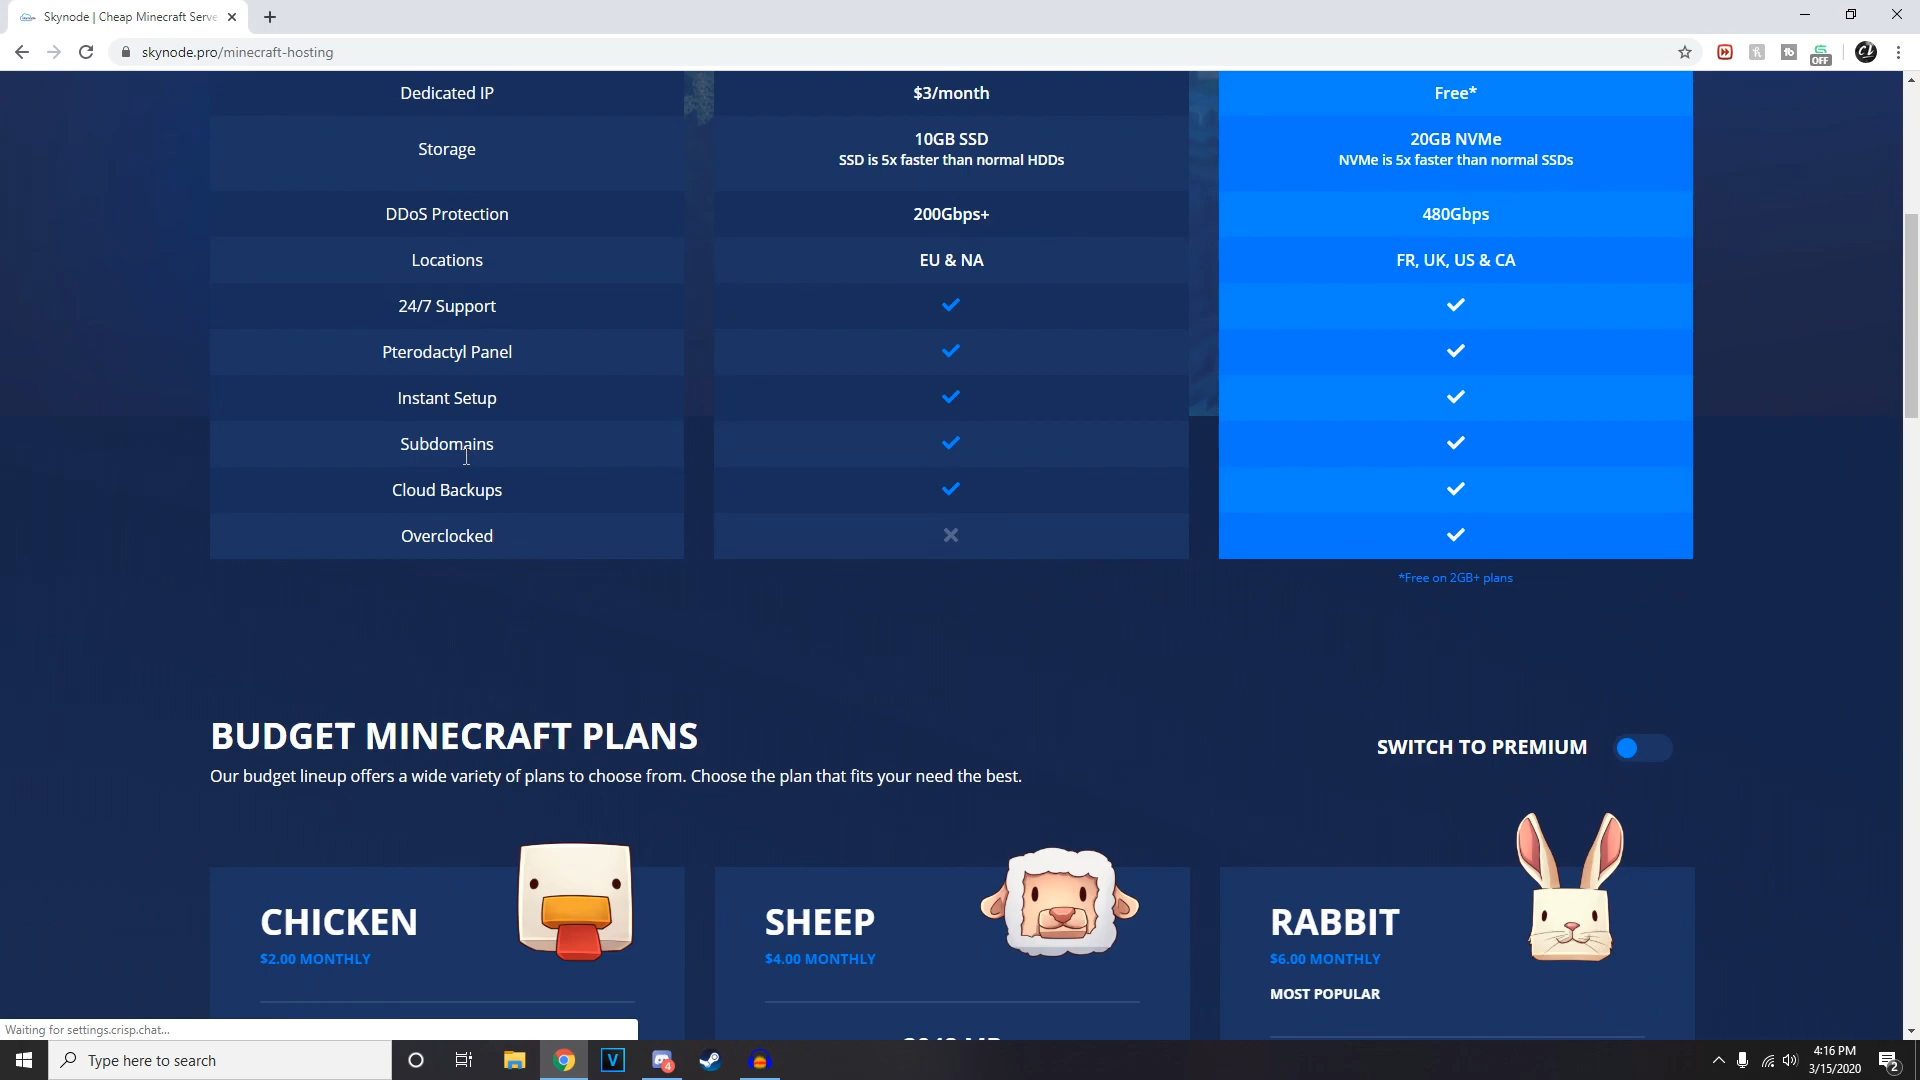 Skynode | Cheap Minecraft Serve
skynode.pro/minecraft-hosting
OFF
Dedicated IP
$3/month
Free*
Storage
10GB SSD
SSD is 5x faster than normal HDDs
20GB NVMe
NVMe is 5x faster than normal SSDs
DDoS Protection
200Gbps+
480Gbps
Locations
EU & NA
FR, UK, US & CA
24/7 Support
Pterodactyl Panel
Instant Setup
Subdomains
Cloud Backups
Overclocked
*Free on 2GB+ plans
BUDGET MINECRAFT PLANS
Our budget lineup offers a wide variety of plans to choose from. Choose the plan that fits your need the best.
SWITCH TO PREMIUM
CHICKEN
$2.00 MONTHLY
SHEEP
$4.00 MONTHLY
RABBIT
$6.00 MONTHLY
MOST POPULAR
Waiting for settings.crisp.chat...
Type here to search
V
4
4:16 PM
3/15/2020
2